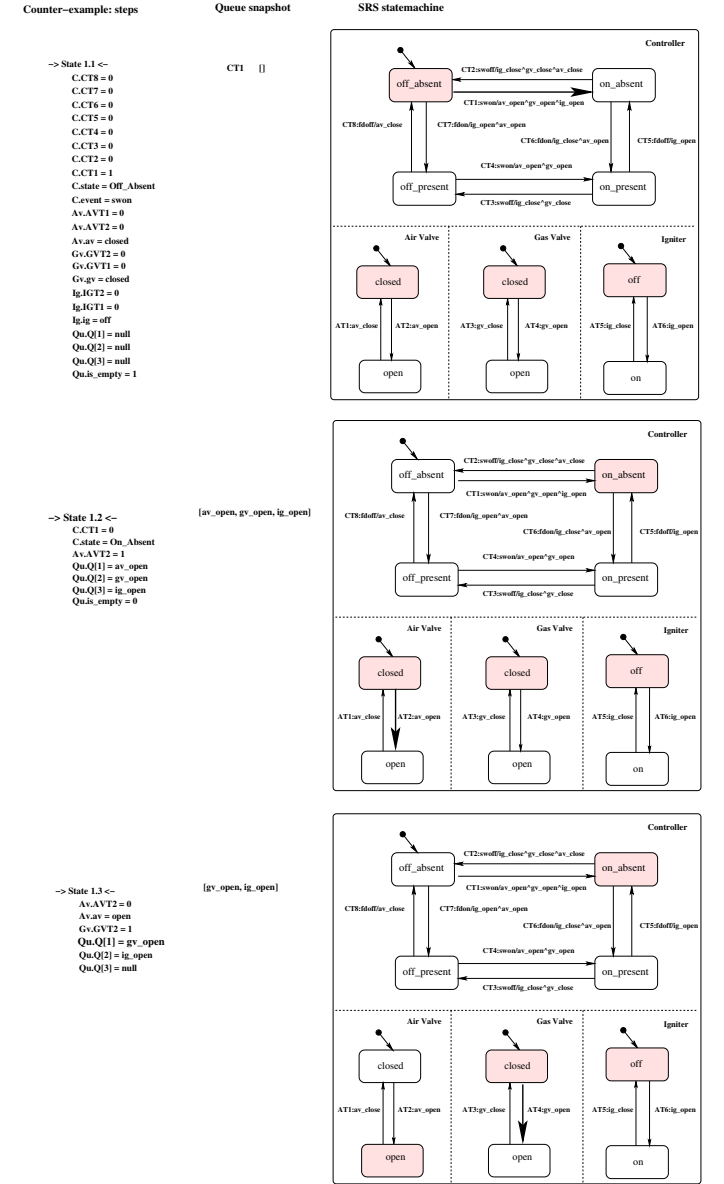 Counter−example: steps
Queue snapshot
SRS statemachine
−> State 1.1 <−
C.CT8 = 0
C.CT7 = 0
C.CT6 = 0
C.CT5 = 0
C.CT4 = 0
C.CT3 = 0
C.CT2 = 0
C.CT1 = 1
C.state = Off_Absent
C.event = swon
Av.AVT1 = 0
Av.AVT2 = 0
Av.av = closed
Gv.GVT2 = 0
Gv.GVT1 = 0
Gv.gv = closed
Ig.IGT2 = 0
Ig.IGT1 = 0
Ig.ig = off
Qu.Q[1] = null
Qu.Q[2] = null
Qu.Q[3] = null
Qu.is_empty = 1
CT1 []
Controller
CT2:swoff/ig_close^gv_close^av_close
off_absent
on_absent
CT1:swon/av_open^gv_open^ig_open
CT8:fdoff/av_close
CT7:fdon/ig_open^av_open
CT6:fdon/ig_close^av_open
CT5:fdoff/ig_open
CT4:swon/av_open^gv_open
off_present
on_present
CT3:swoff/ig_close^gv_close
Air Valve
Gas Valve
Igniter
closed
closed
off
AT1:av_close
AT2:av_open
AT3:gv_close
AT4:gv_open
AT5:ig_close
AT6:ig_open
open
open
on
−> State 1.2 <−
C.CT1 = 0
C.state = On_Absent
Av.AVT2 = 1
Qu.Q[1] = av_open
Qu.Q[2] = gv_open
Qu.Q[3] = ig_open
Qu.is_empty = 0
[av_open, gv_open, ig_open]
Controller
CT2:swoff/ig_close^gv_close^av_close
off_absent
on_absent
CT1:swon/av_open^gv_open^ig_open
CT8:fdoff/av_close
CT7:fdon/ig_open^av_open
CT6:fdon/ig_close^av_open
CT5:fdoff/ig_open
CT4:swon/av_open^gv_open
off_present
on_present
CT3:swoff/ig_close^gv_close
Air Valve
Gas Valve
Igniter
closed
closed
off
AT1:av_close
AT2:av_open
AT3:gv_close
AT4:gv_open
AT5:ig_close
AT6:ig_open
open
open
on
−> State 1.3 <−
Av.AVT2 = 0
Av.av = open
Gv.GVT2 = 1
Qu.Q[1] = gv_open
Qu.Q[2] = ig_open
Qu.Q[3] = null
[gv_open, ig_open]
Controller
CT2:swoff/ig_close^gv_close^av_close
off_absent
on_absent
CT1:swon/av_open^gv_open^ig_open
CT8:fdoff/av_close
CT7:fdon/ig_open^av_open
CT6:fdon/ig_close^av_open
CT5:fdoff/ig_open
CT4:swon/av_open^gv_open
off_present
on_present
CT3:swoff/ig_close^gv_close
Air Valve
Gas Valve
Igniter
closed
closed
off
AT1:av_close
AT2:av_open
AT3:gv_close
AT4:gv_open
AT5:ig_close
AT6:ig_open
open
open
on